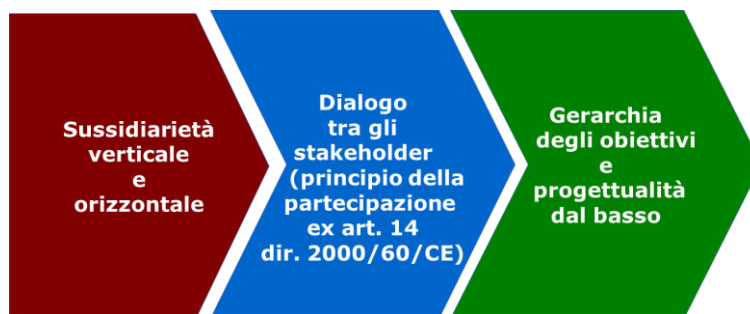 Sussidiarietà
verticale
e
orizzontale
Dialogo
tra gli
stakeholder
(principio della
partecipazione
ex art. 14
dir. 2000/60/CE)
Gerarchia
degli obiettivi
e
progettualità
dal basso